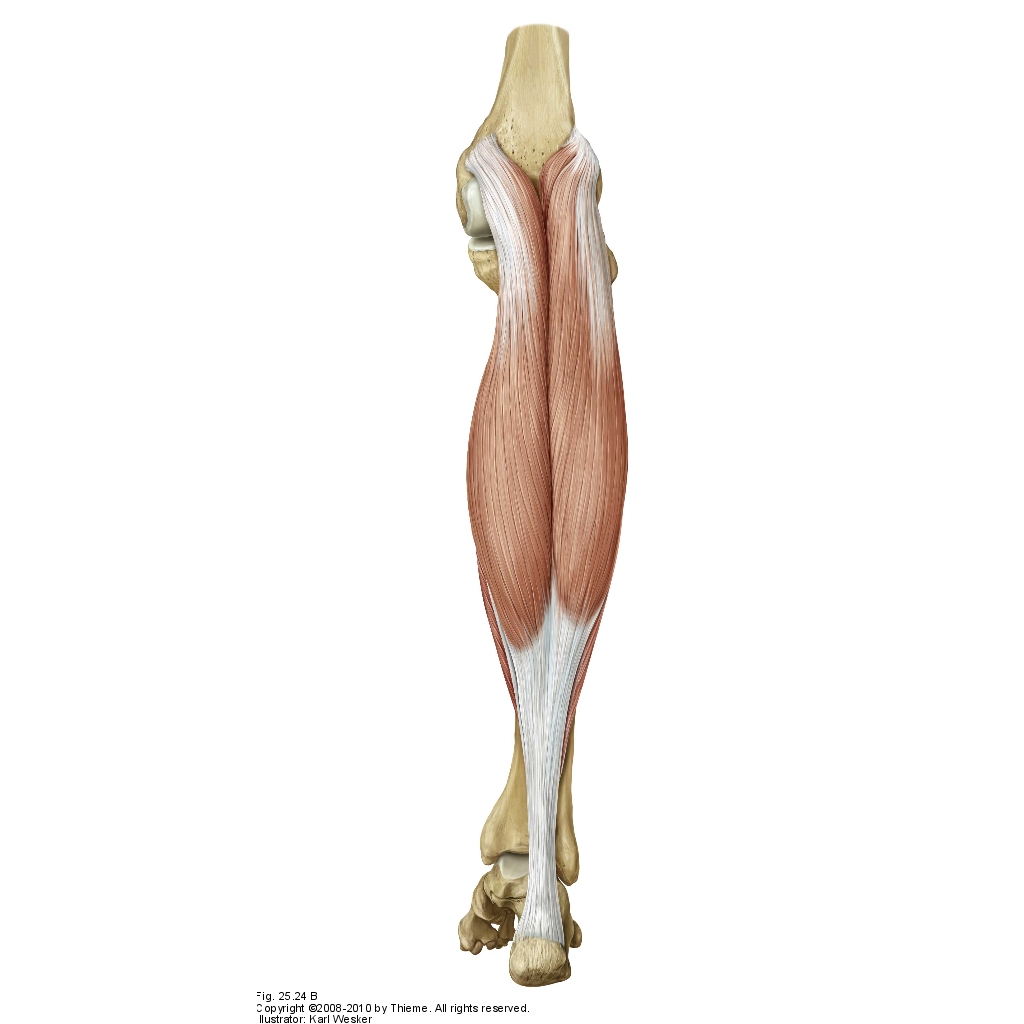 Fig. 25.24 B
Copyright ©2008-2010 by Thieme. All rights reserved.
Illustrator: Karl Wesker